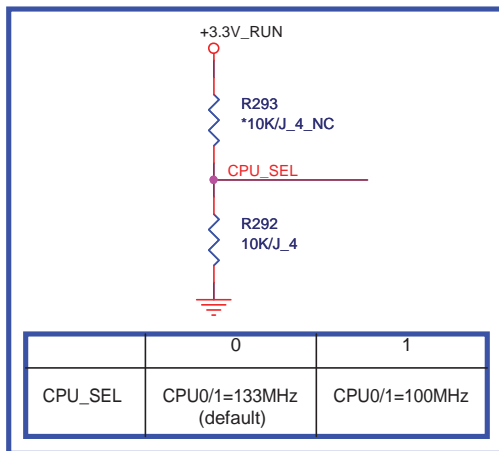 +3.3V_RUN
R293
*10K/J_4_NC
CPU_SEL
R292
10K/J_4
0 1
CPU_SEL CPU0/1=133MHz CPU0/1=100MHz
(default)